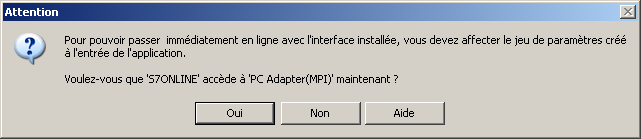 Attention
Pour pouvoir passer immédiatement en ligne avec l'interface installée, vous devez affecter le jeu de paramètres créé
à l'entrée de l'application.
Voulez-vous que 'S7ONLINE' accède à 'PC Adapter(MPI)' maintenant ?
Oui
Non
Aide